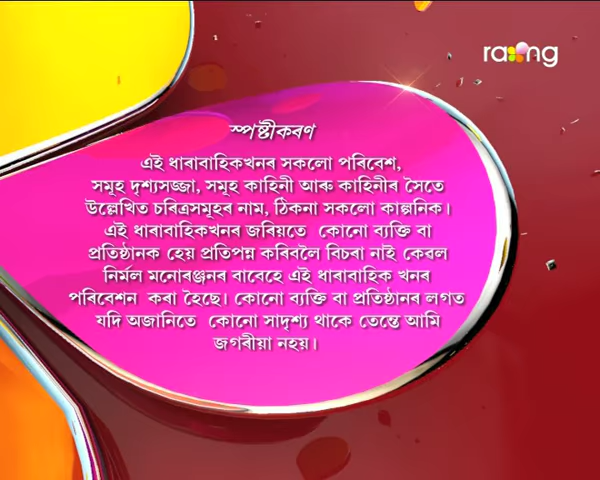 rang
স্পষ্টীকৰণ
এই ধাৰাবাহিকখনৰ সকলো পৰিবেশ,
সমূহ দৃশ্যসজ্জা, সমূহ কাহিনী আৰু কাহিনীৰ সৈতে
উল্লেখিত চৰিত্ৰসমূহৰ নাম, ঠিকনা সকলো কাল্পনিক।
এই ধাৰাবাহিকখনৰ জৰিয়তে কোনো ব্যক্তি বা
প্ৰতিষ্ঠানক হেয় প্ৰতিপন্ন কৰিবলৈ বিচৰা নাই কেৱল
নিৰ্মল মনোৰঞ্জনৰ বাবেহে এই ধাৰাবাহিক খনৰ
পৰিবেশন কৰা হৈছে। কোনো ব্যক্তি বা প্ৰতিষ্ঠানৰ লগত
যদি অজানিতে কোনো সাদৃশ্য থাকে তেন্তে আমি
জগৰীয়া নহয়।